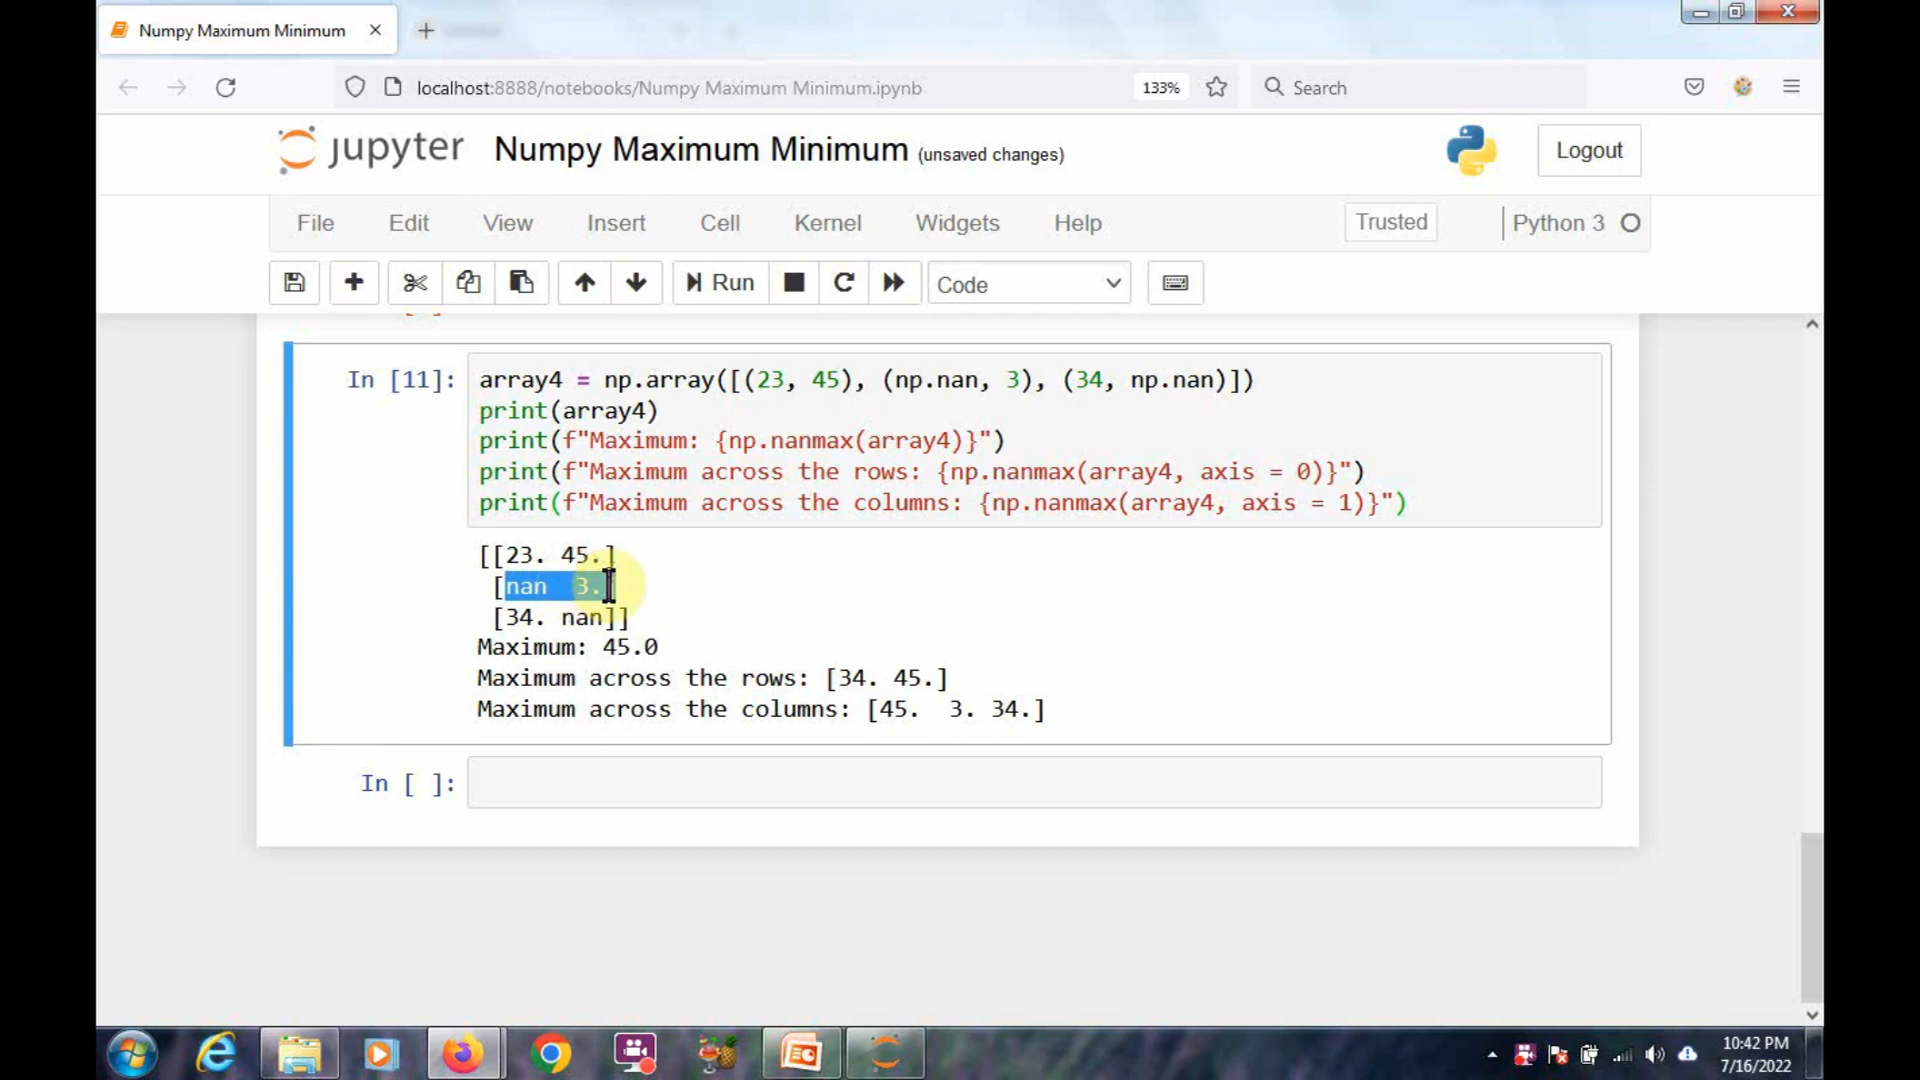 Numpy Maximum Minimum
localhost:8888/notebooks/Numpy Maximum Minimum.ipynb
133%
Search
jupyter
Numpy Maximum Minimum (unsaved changes)
Logout
File Edit View Insert Cell Kernel Widgets Help
Trusted
Python 3
Run
Code
In [11]:
array4 = np.array([(23, 45), (np.nan, 3), (34, np.nan)])
print(array4)
print(f"Maximum: {np.nanmax(array4)}")
print(f"Maximum across the rows: {np.nanmax(array4, axis = 0)}")
print(f"Maximum across the columns: {np.nanmax(array4, axis = 1)}")
[[23. 45.]
 [nan  3.]
 [34. nan]]
Maximum: 45.0
Maximum across the rows: [34. 45.]
Maximum across the columns: [45.  3. 34.]
In [ ]:
10:42 PM
7/16/2022